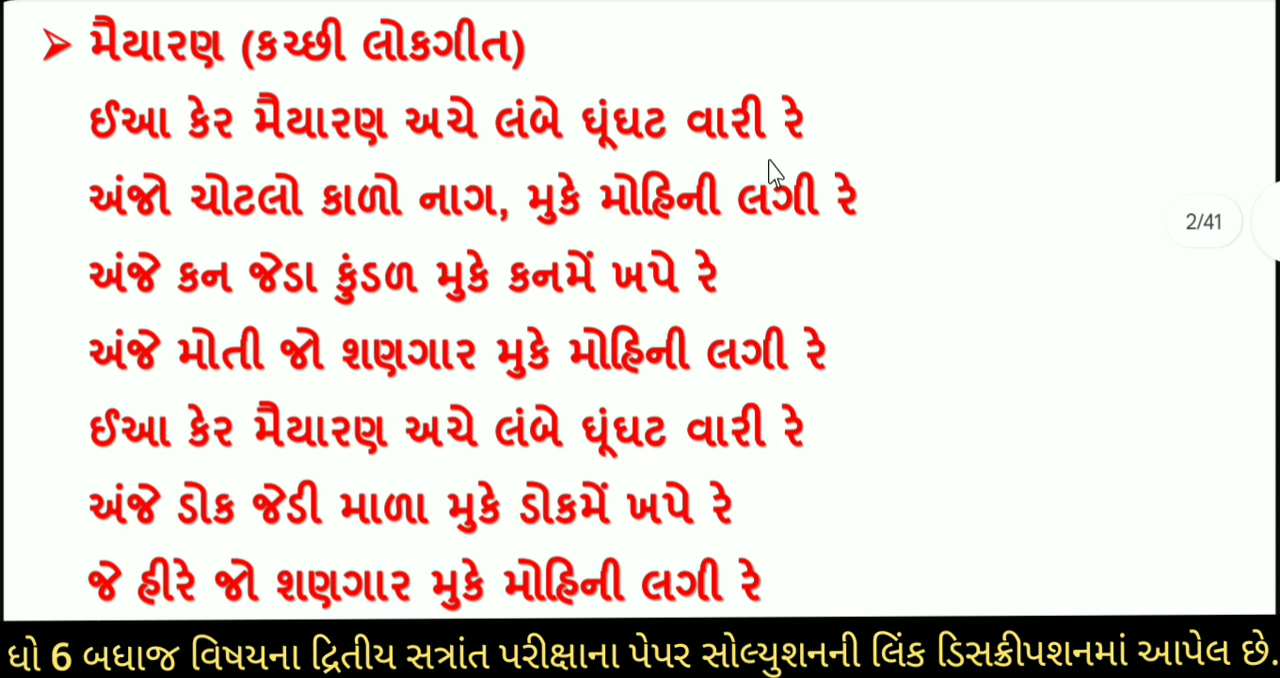 ➢ મૈયારણ (કચ્છી લોકગીત)
ઈઆ કેર મૈયારણ અચે લંબે ઘૂંઘટ વારી રે
અંજો ચોટલો કાળો નાગ, મુકે મોહિની લગી રે
2/41
અંજે કન જેડા કુંડળ મુકે કનમેં ખપે રે
અંજે મોતી જો શણગાર મુકે મોહિની લગી રે
ઈઆ કેર મૈયારણ અચે લંબે ઘૂંઘટ વારી રે
અંજે ડોક જેડી માળા મુકે ડોકમેં ખપે રે
જે હીરે જો શણગાર મુકે મોહિની લગી રે
ધો 6 બધાજ વિષયના દ્રિતીય સત્રાંત પરીક્ષાના પેપર સોલ્યુશનની લિંક ડિસક્રીપશનમાં આપેલ છે.